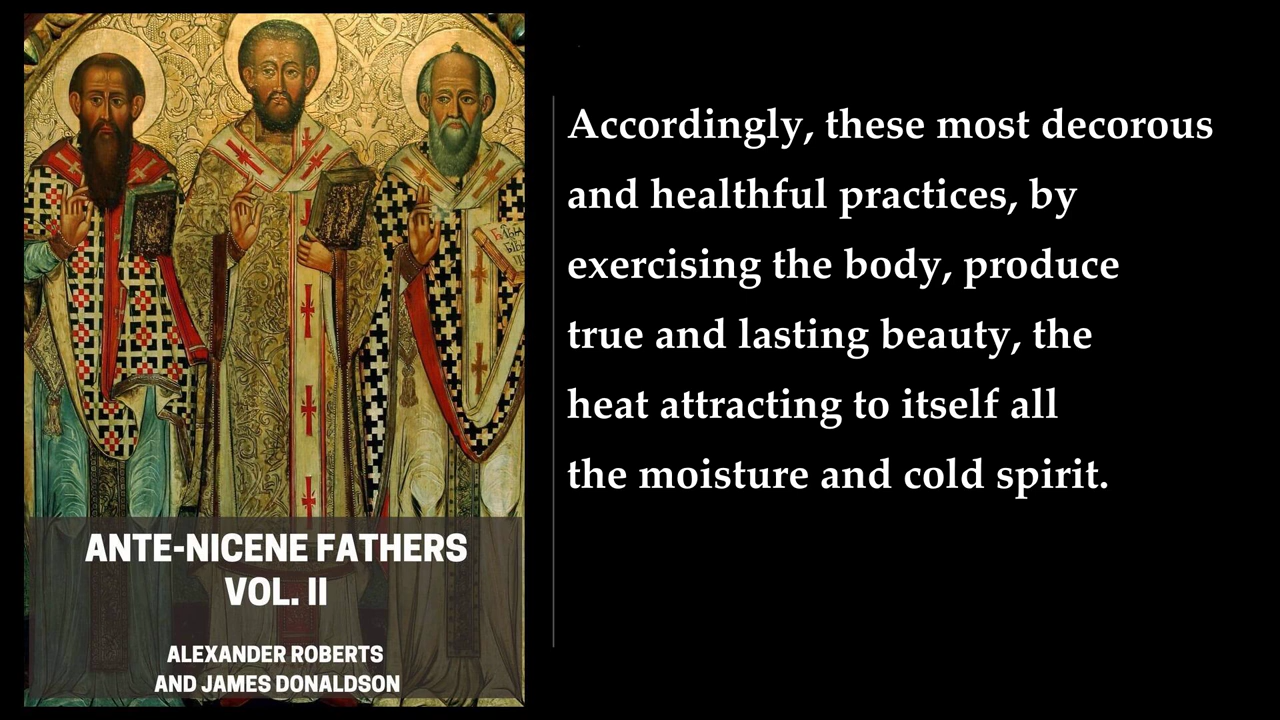 Accordingly, these most decorous
and healthful practices, by
exercising the body, produce
true and lasting beauty, the
heat attracting to itself all
the moisture and cold spirit.
ANTE-NICENE FATHERS
VOL. II
ALEXANDER ROBERTS
AND JAMES DONALDSON